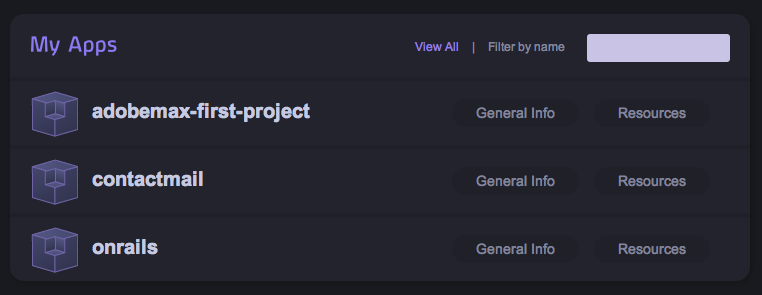 My Apps
View All | Filter by name
adobemax-first-project General Info Resources
contactmail General Info Resources
onrails General Info Resources